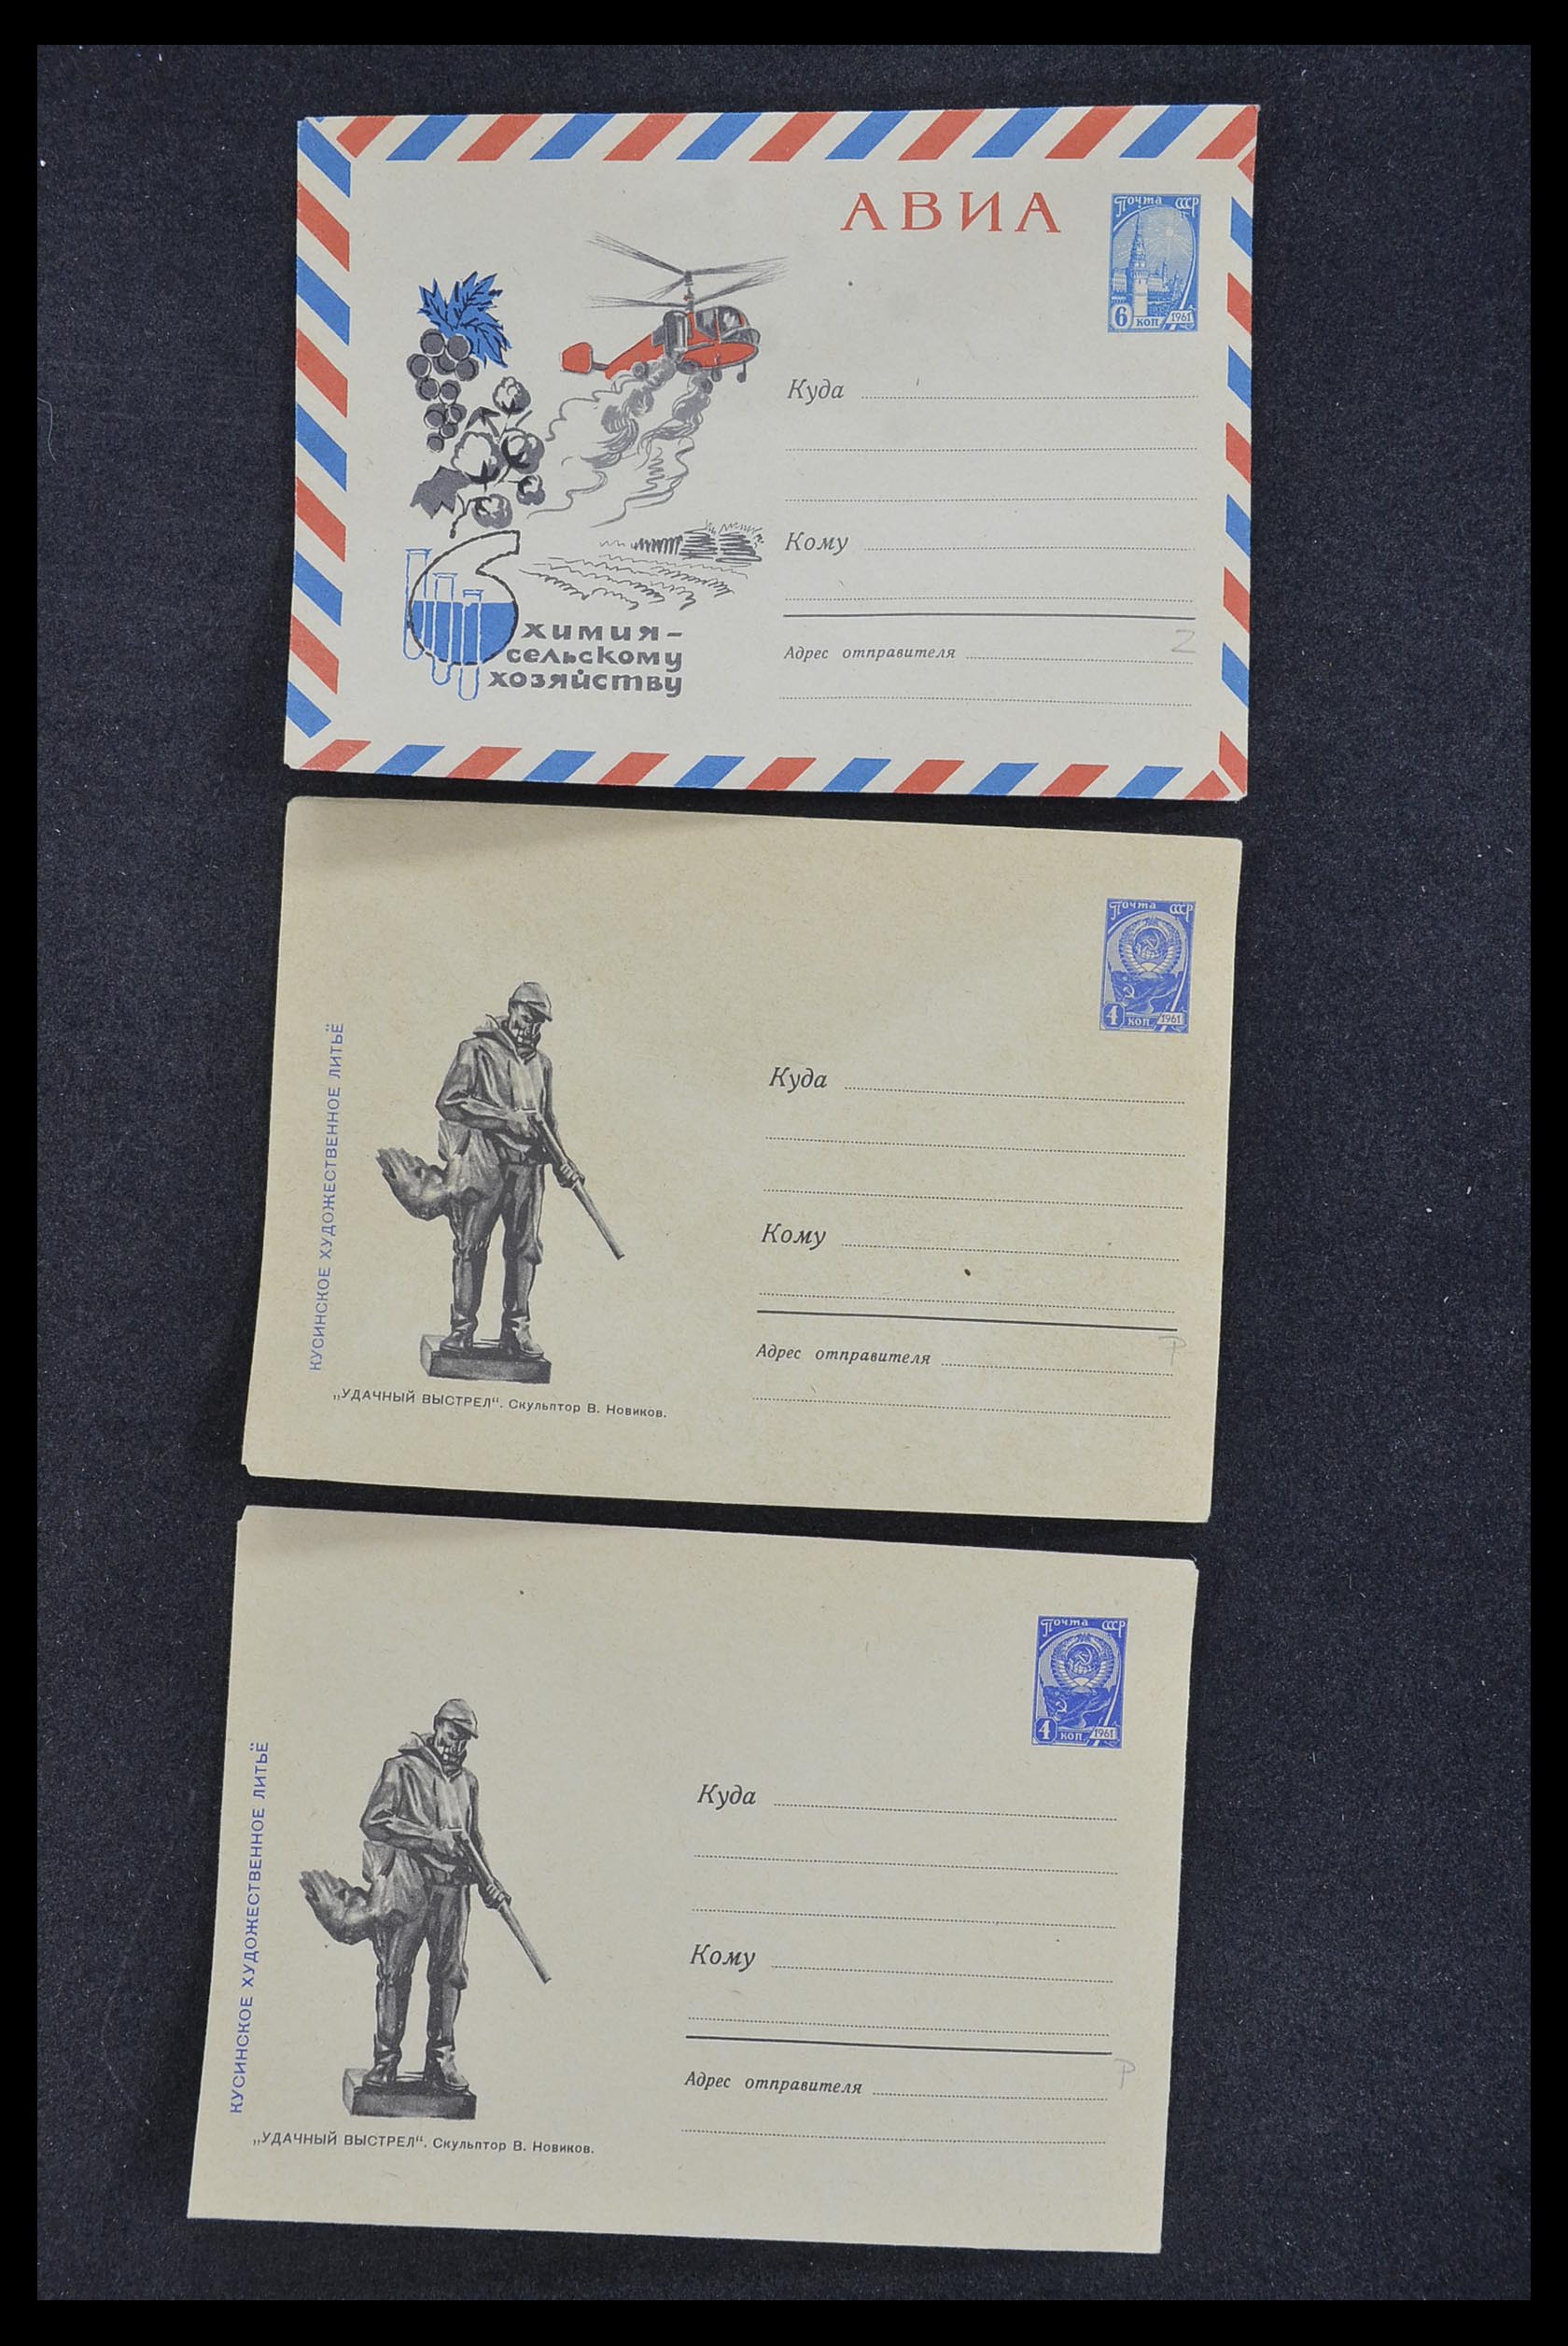 АВИА
Почта СССР
6 коп 1961
Куда
Кому
Адрес отправителя
Z
химия -
сельскому
хозяйству
Почта СССР
4 коп. 1961
КУСИНСКОЕ ХУДОЖЕСТВЕННОЕ ЛИТЬЁ
Куда
Кому
Адрес отправителя
P
„УДАЧНЫЙ ВЫСТРЕЛ“. Скульптор В. Новиков.
Почта СССР
4 коп. 1961
КУСИНСКОЕ ХУДОЖЕСТВЕННОЕ ЛИТЬЁ
Куда
Кому
Адрес отправителя
P
„УДАЧНЫЙ ВЫСТРЕЛ“. Скульптор В. Новиков.